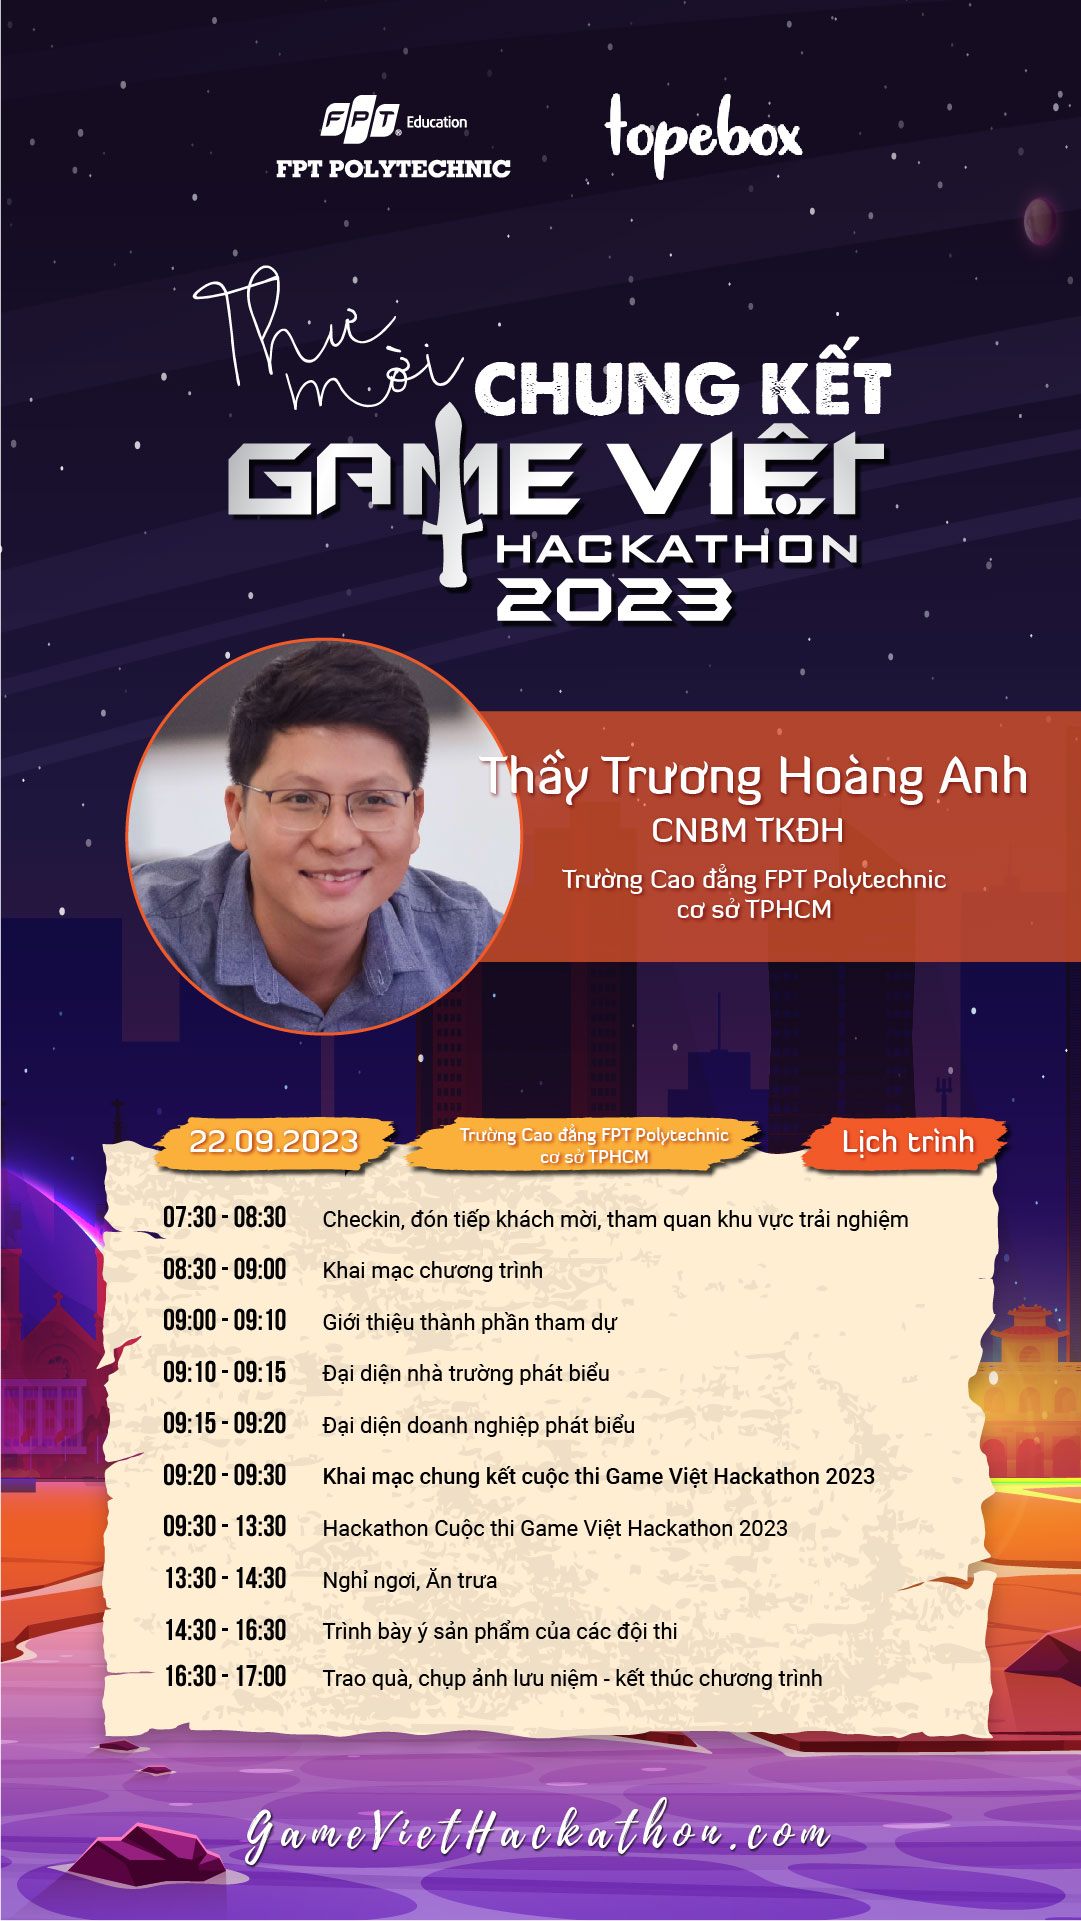 FPT Education
FPT POLYTECHNIC
topebox
Thư mời
CHUNG KẾT
GAME VIỆT
HACKATHON
2023
Thầy Trương Hoàng Anh
CNBM TKĐH
Trường Cao đẳng FPT Polytechnic
cơ sở TPHCM
22.09.2023
Trường Cao đẳng FPT Polytechnic
cơ sở TPHCM
Lịch trình
07:30 - 08:30 Checkin, đón tiếp khách mời, tham quan khu vực trải nghiệm
08:30 - 09:00 Khai mạc chương trình
09:00 - 09:10 Giới thiệu thành phần tham dự
09:10 - 09:15 Đại diện nhà trường phát biểu
09:15 - 09:20 Đại diện doanh nghiệp phát biểu
09:20 - 09:30 Khai mạc chung kết cuộc thi Game Việt Hackathon 2023
09:30 - 13:30 Hackathon Cuộc thi Game Việt Hackathon 2023
13:30 - 14:30 Nghỉ ngơi, Ăn trưa
14:30 - 16:30 Trình bày ý sản phẩm của các đội thi
16:30 - 17:00 Trao quà, chụp ảnh lưu niệm - kết thúc chương trình
GameVietHackathon.com